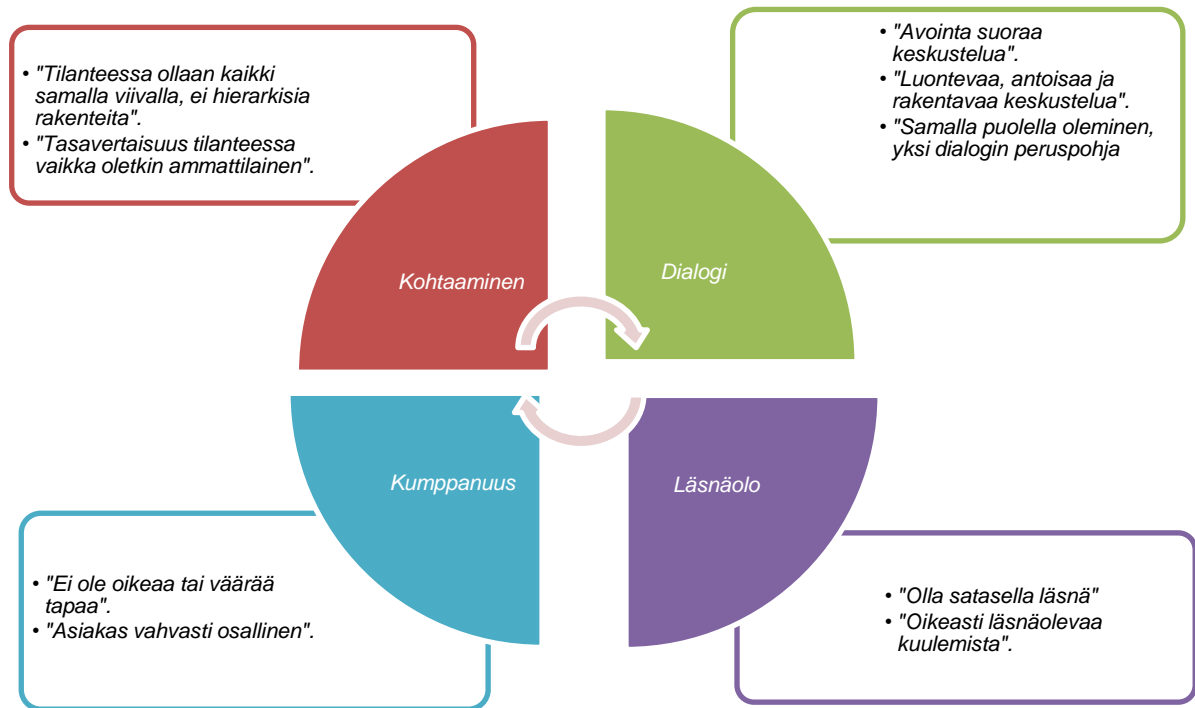 • "Tilanteessa ollaan kaikki
samalla viivalla, ei hierarkisia
rakenteita".
• "Tasavertaisuus tilanteessa
vaikka oletkin ammattilainen".
• "Avointa suoraa
keskustelua".
• "Luontevaa, antoisaa ja
rakentavaa keskustelua".
• "Samalla puolella oleminen,
yksi dialogin peruspohja
Kohtaaminen
Dialogi
Kumppanuus
Läsnäolo
• "Ei ole oikeaa tai väärää
tapaa".
• "Asiakas vahvasti osallinen".
• "Olla satasella läsnä"
• "Oikeasti läsnäolevaa
kuulemista".